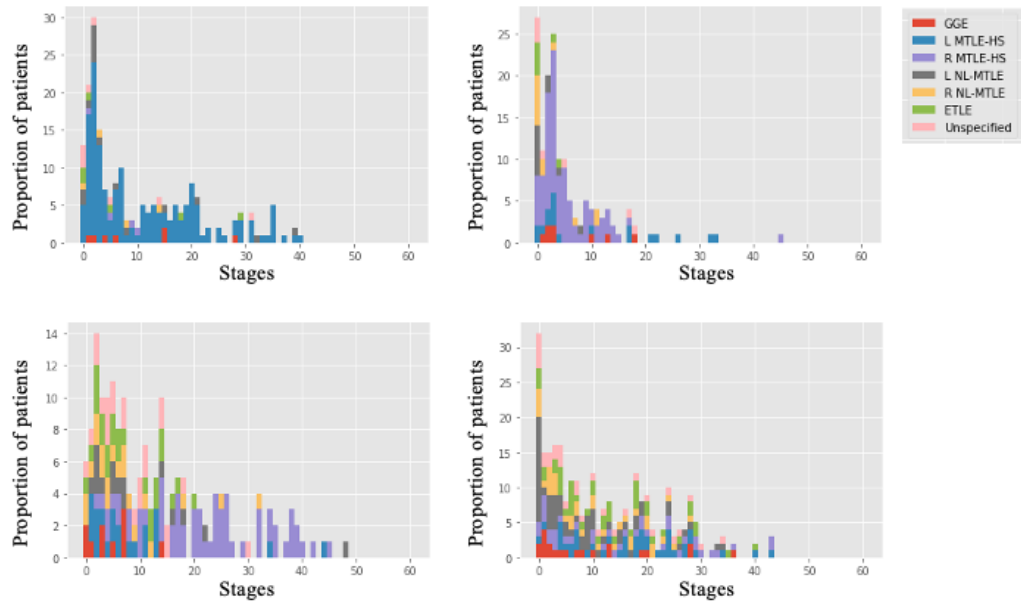 Proportion of patients
30
25
20
15
10
5
0
0 10 20 30 40 50 60
Stages
Proportion of patients
25
20
15
10
5
0
0 10 20 30 40 50 60
Stages
GGE
L MTLE-HS
R MTLE-HS
L NL-MTLE
R NL-MTLE
ETLE
Unspecified
Proportion of patients
14
12
10
8
6
4
2
0
0 10 20 30 40 50 60
Stages
Proportion of patients
30
25
20
15
10
5
0
0 10 20 30 40 50 60
Stages